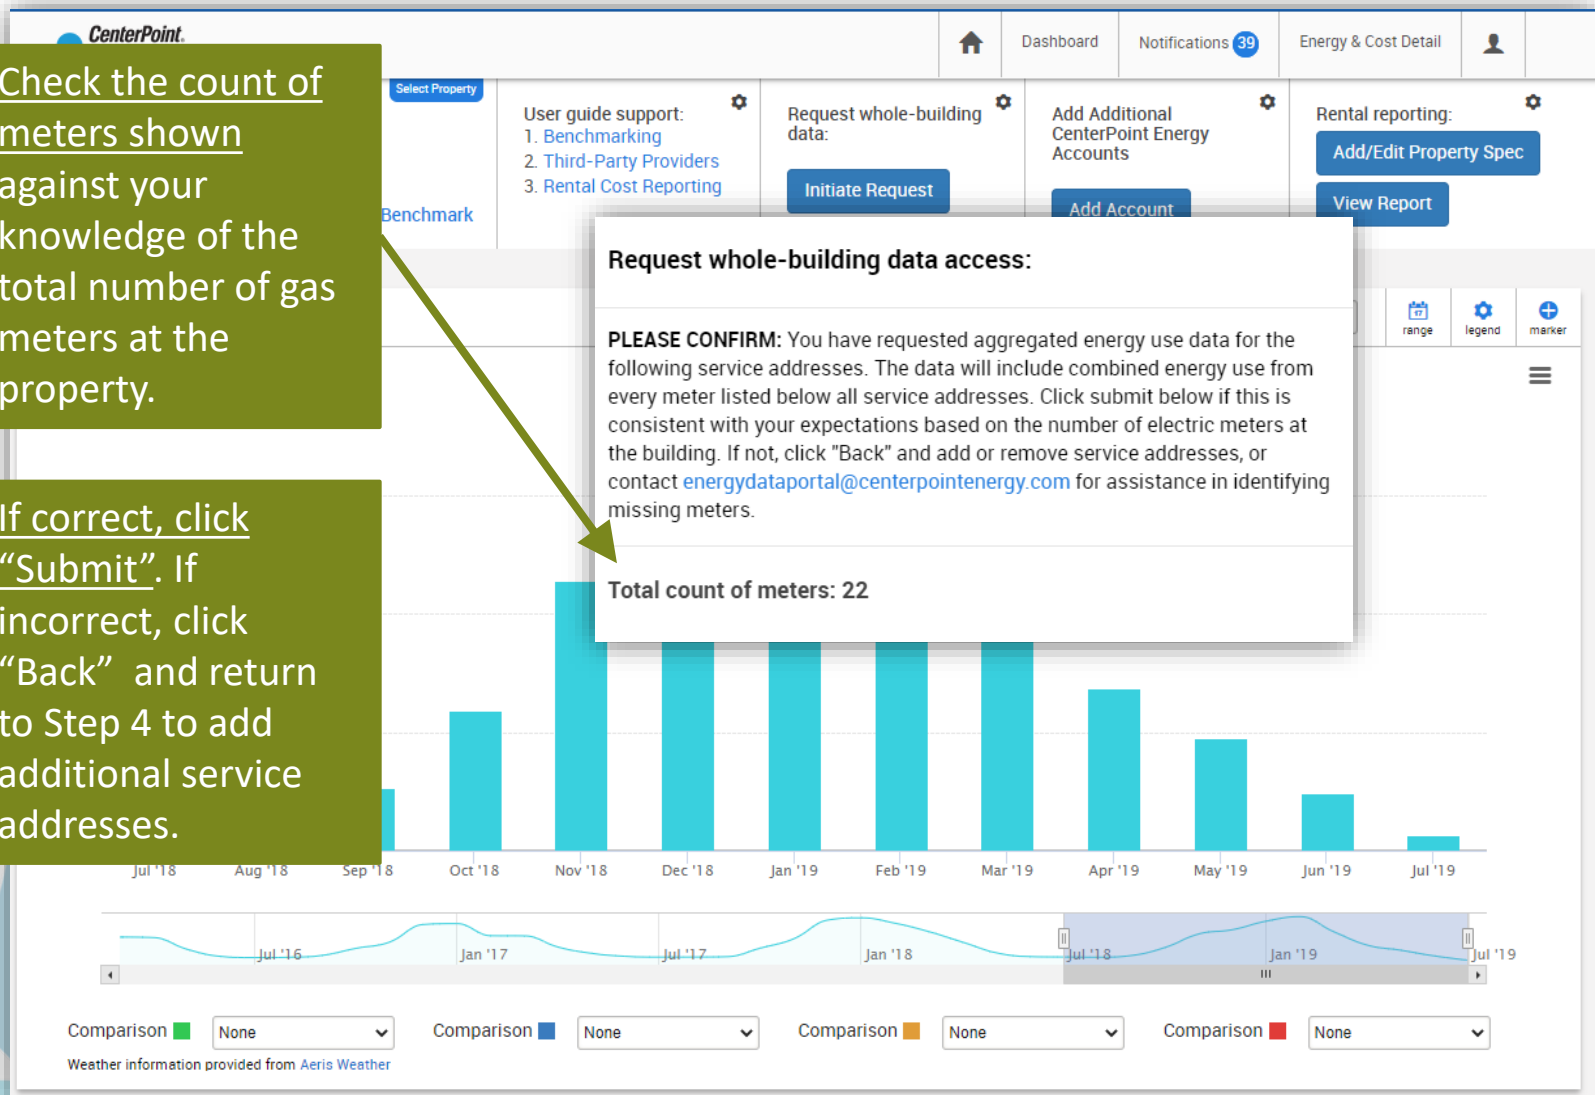 CenterPoint.
Dashboard
Notifications 39
Energy & Cost Detail
Check the count of
meters shown
against your
knowledge of the
total number of gas
meters at the
property.
Select Property
Benchmark
User guide support:
1. Benchmarking
2. Third-Party Providers
3. Rental Cost Reporting
Request whole-building
data:
Initiate Request
Add Additional
CenterPoint Energy
Accounts
Add Account
Rental reporting:
Add/Edit Property Spec
View Report
Request whole-building data access:
PLEASE CONFIRM: You have requested aggregated energy use data for the
following service addresses. The data will include combined energy use from
every meter listed below all service addresses. Click submit below if this is
consistent with your expectations based on the number of electric meters at
the building. If not, click "Back" and add or remove service addresses, or
contact energydataportal@centerpointenergy.com for assistance in identifying
missing meters.
Total count of meters: 22
17
range
legend
marker
If correct, click
“Submit”. If
incorrect, click
“Back”  and return
to Step 4 to add
additional service
addresses.
Jul '18 Aug '18 Sep '18 Oct '18 Nov '18 Dec '18 Jan '19 Feb '19 Mar '19 Apr '19 May '19 Jun '19 Jul '19
Jul '16 Jan '17 Jul '17 Jan '18 Jul '18 Jan '19 Jul '19
Comparison None Comparison None Comparison None Comparison None
Weather information provided from Aeris Weather